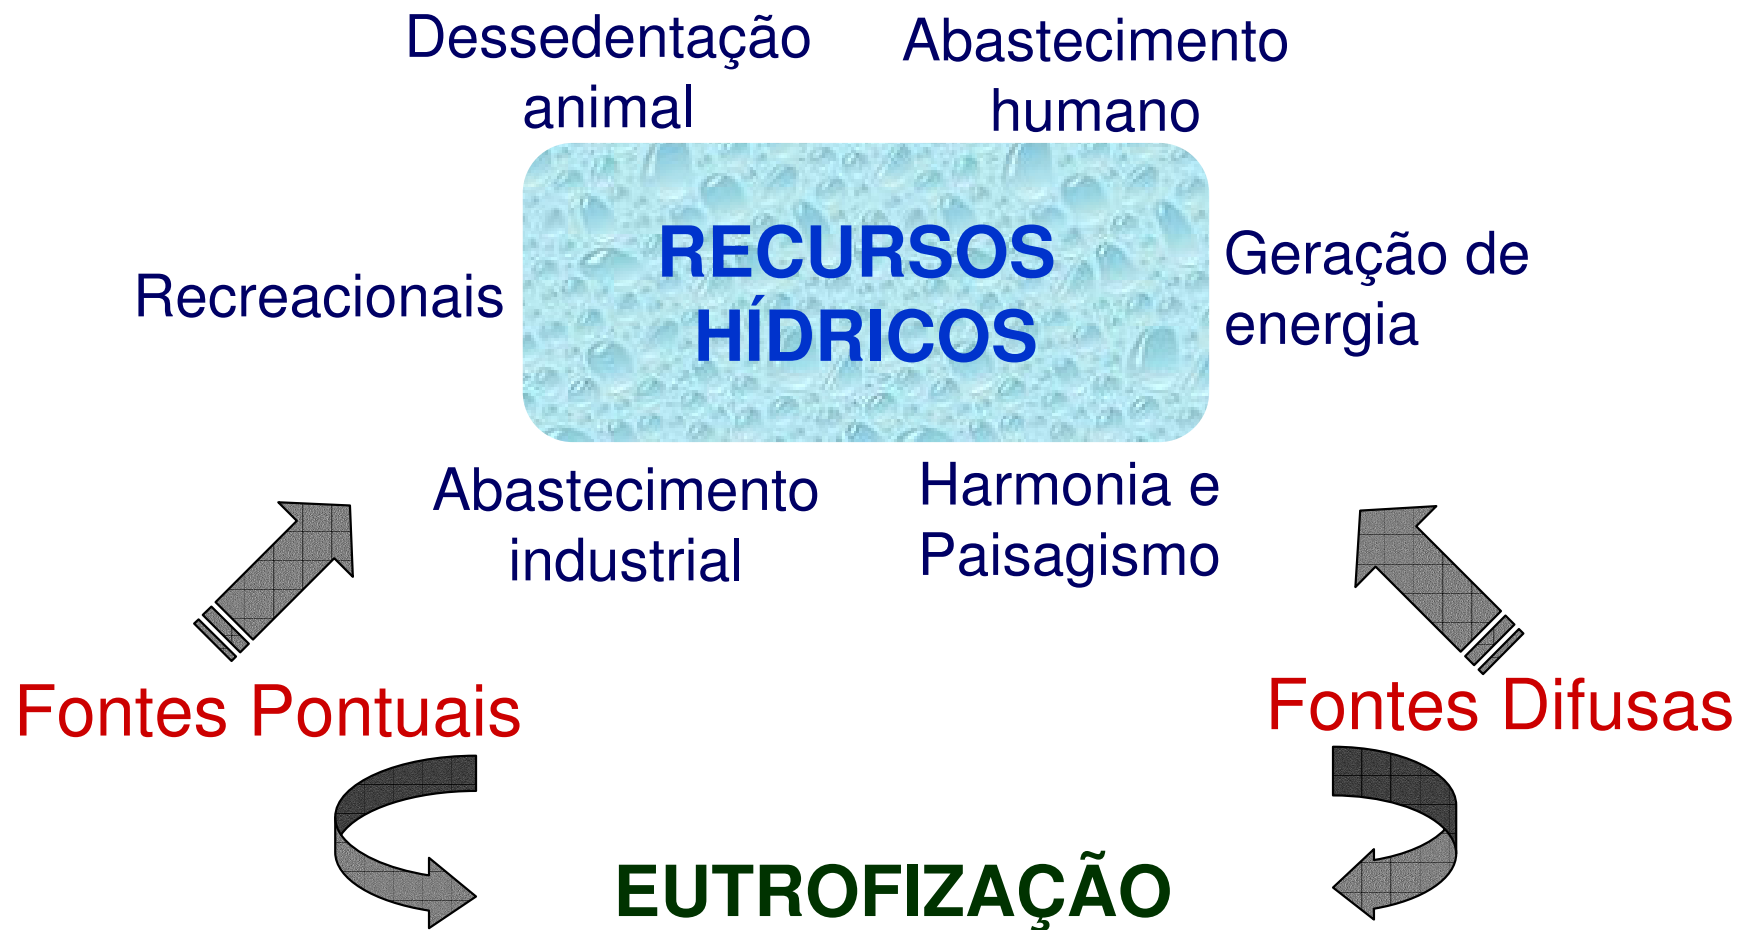 Dessedentação
animal
Abastecimento
humano
RECURSOS
HÍDRICOS
Recreacionais
Geração de
energia
Abastecimento
industrial
Harmonia e
Paisagismo
Fontes Pontuais
Fontes Difusas
EUTROFIZAÇÃO